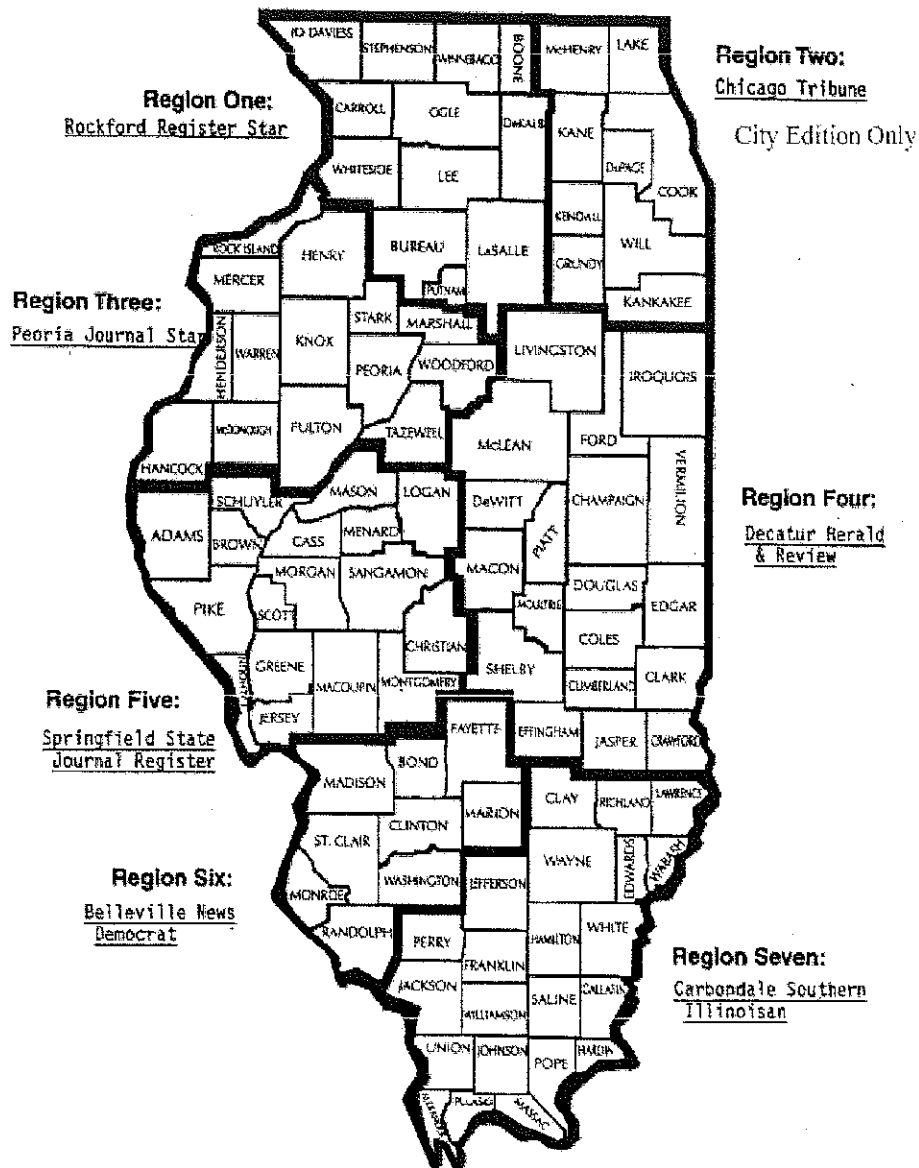 JO DAVIESS
STEPHENSON
WINNEBAGO
BOONE
McHENRY
LAKE
Region Two:
Chicago Tribune
City Edition Only
Region One:
Rockford Register Star
CARROLL
OGLE
DeKALB
KANE
DuPAGE
COOK
WHITESIDE
LEE
KENDALL
WILL
GRUNDY
KANKAKEE
ROCK ISLAND
HENRY
BUREAU
LaSALLE
PUTNAM
MERCER
Region Three:
Peoria Journal Star
HENDERSON
WARREN
KNOX
STARK
MARSHALL
PEORIA
WOODFORD
LIVINGSTON
IROQUOIS
HANCOCK
McDONOUGH
FULTON
TAZEWELL
McLEAN
FORD
VERMILION
SCHUYLER
MASON
LOGAN
DeWITT
CHAMPAIGN
Region Four:
Decatur Herald
& Review
ADAMS
BROWN
CASS
MENARD
PIATT
MACON
MORGAN
SANGAMON
DOUGLAS
EDGAR
PIKE
SCOTT
MOULTRIE
COLES
CHRISTIAN
SHELBY
GREENE
MACOUPIN
MONTGOMERY
CUMBERLAND
CLARK
Region Five:
Springfield State
Journal Register
JERSEY
FAYETTE
EFFINGHAM
JASPER
CRAWFORD
MADISON
BOND
CLAY
RICHLAND
LAWRENCE
MARION
CLINTON
ST. CLAIR
WAYNE
EDWARDS
WABASH
Region Six:
Belleville News
Democrat
MONROE
WASHINGTON
JEFFERSON
RANDOLPH
PERRY
HAMILTON
WHITE
FRANKLIN
Region Seven:
Carbondale Southern
Illinoisan
JACKSON
WILLIAMSON
SALINE
GALLATIN
UNION
JOHNSON
POPE
HARDIN
MASSAC